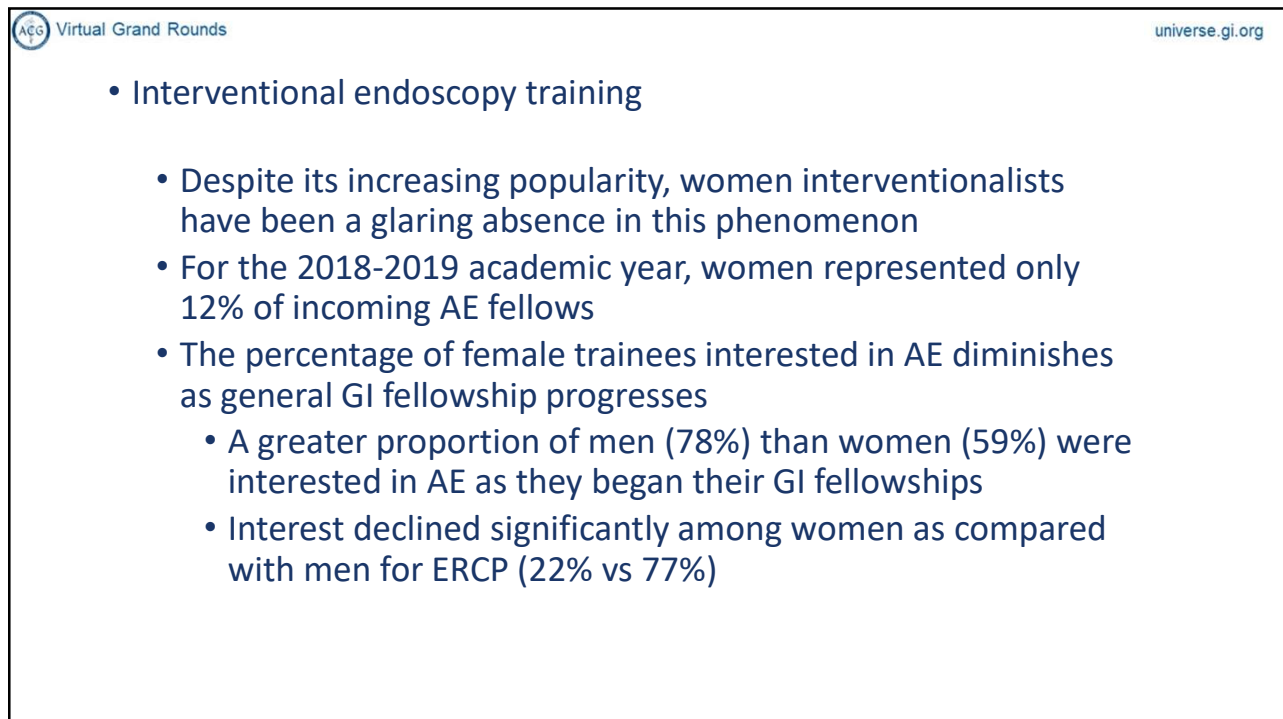 ACG Virtual Grand Rounds
universe.gi.org
• Interventional endoscopy training
• Despite its increasing popularity, women interventionalists
have been a glaring absence in this phenomenon
• For the 2018-2019 academic year, women represented only
12% of incoming AE fellows
• The percentage of female trainees interested in AE diminishes
as general GI fellowship progresses
• A greater proportion of men (78%) than women (59%) were
interested in AE as they began their GI fellowships
• Interest declined significantly among women as compared
with men for ERCP (22% vs 77%)